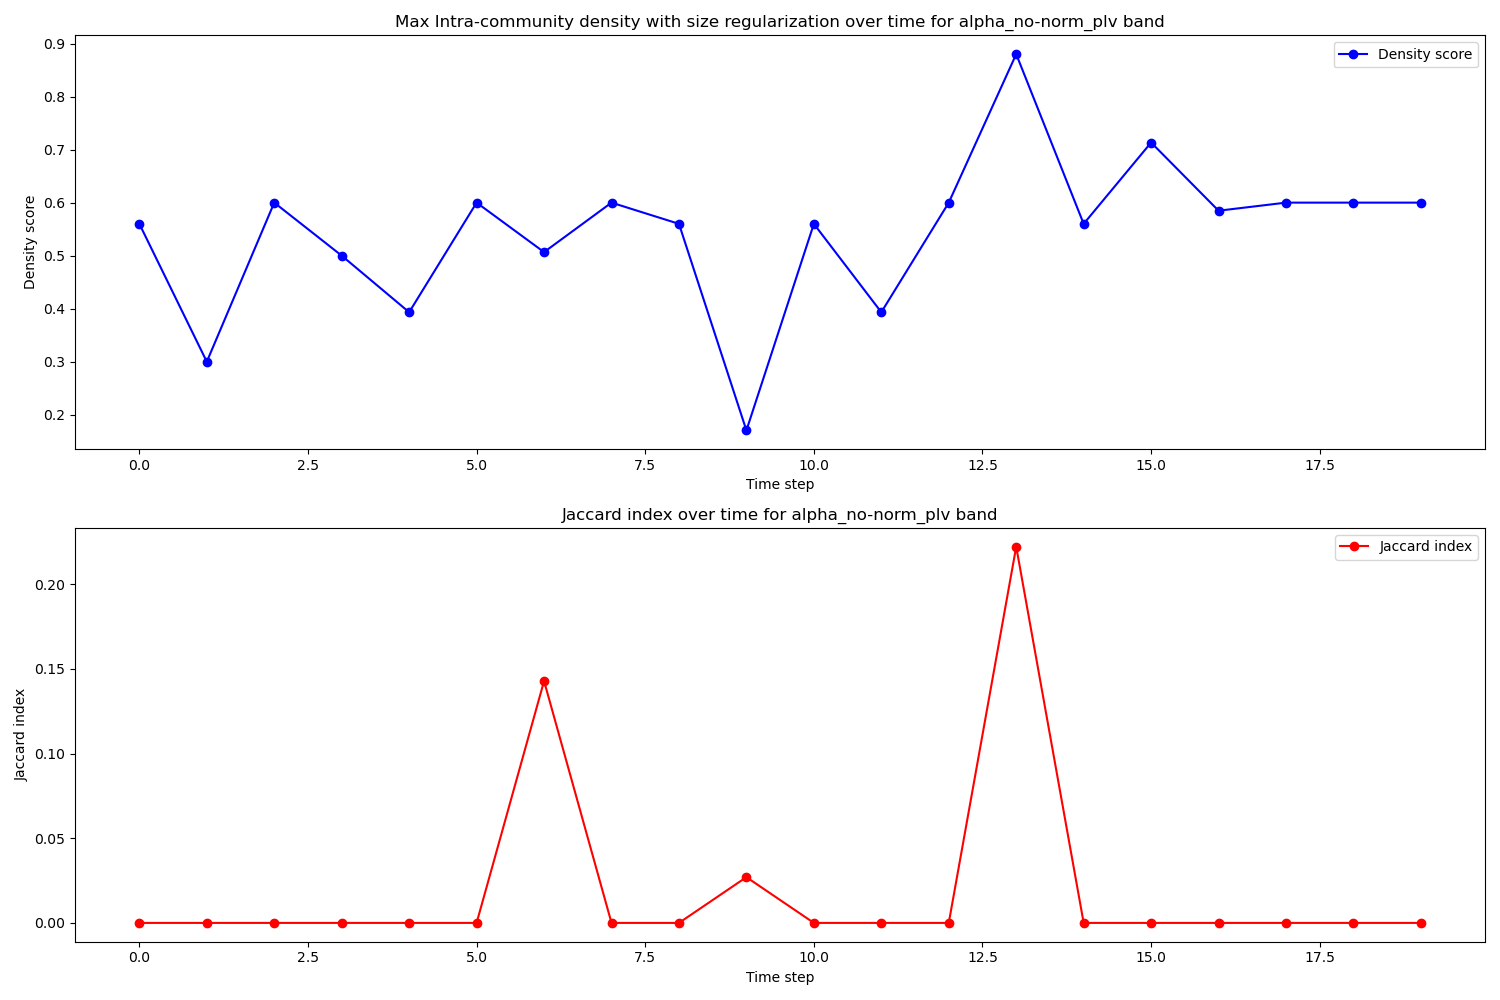 Max Intra-community density with size regularization over time for alpha_no-norm_plv band
Density score
0.9
0.8
0.7
0.6
0.5
0.4
0.3
0.2
Density score
0.0 2.5 5.0 7.5 10.0 12.5 15.0 17.5
Time step
Jaccard index over time for alpha_no-norm_plv band
Jaccard index
0.20
0.15
0.10
0.05
0.00
Jaccard index
0.0 2.5 5.0 7.5 10.0 12.5 15.0 17.5
Time step